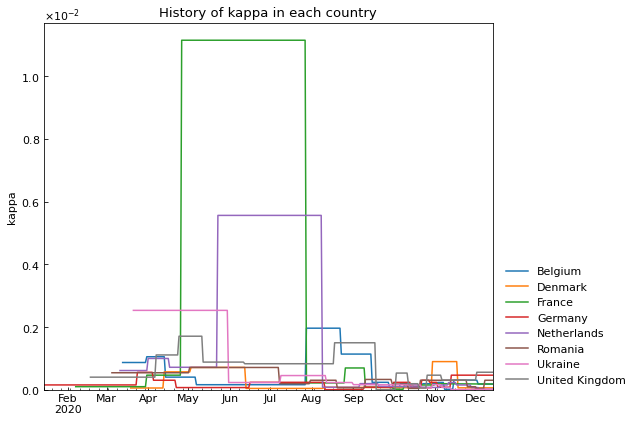 History of kappa in each country
×10⁻²
1.0
0.8
0.6
0.4
0.2
0.0
kappa
Feb Mar Apr May Jun Jul Aug Sep Oct Nov Dec
2020
Belgium
Denmark
France
Germany
Netherlands
Romania
Ukraine
United Kingdom